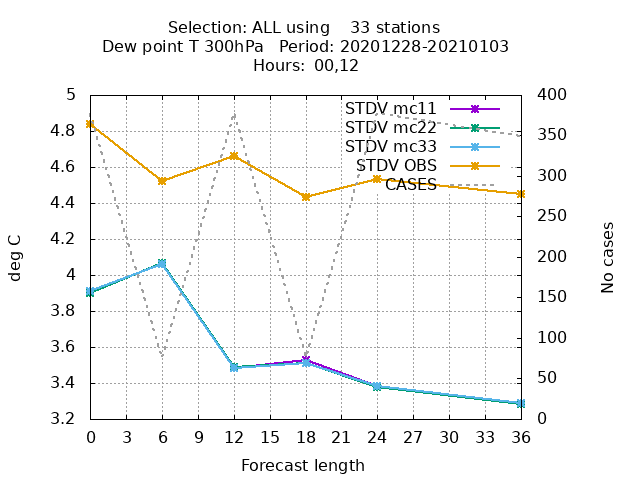 Selection: ALL using    33 stations
Dew point T 300hPa   Period: 20201228-20210103
Hours: 00,12
5
4.8
4.6
4.4
4.2
4
3.8
3.6
3.4
3.2
deg C
STDV mc11
STDV mc22
STDV mc33
STDV OBS
CASES
400
350
300
250
200
150
100
50
0
No cases
0 3 6 9 12 15 18 21 24 27 30 33 36
Forecast length